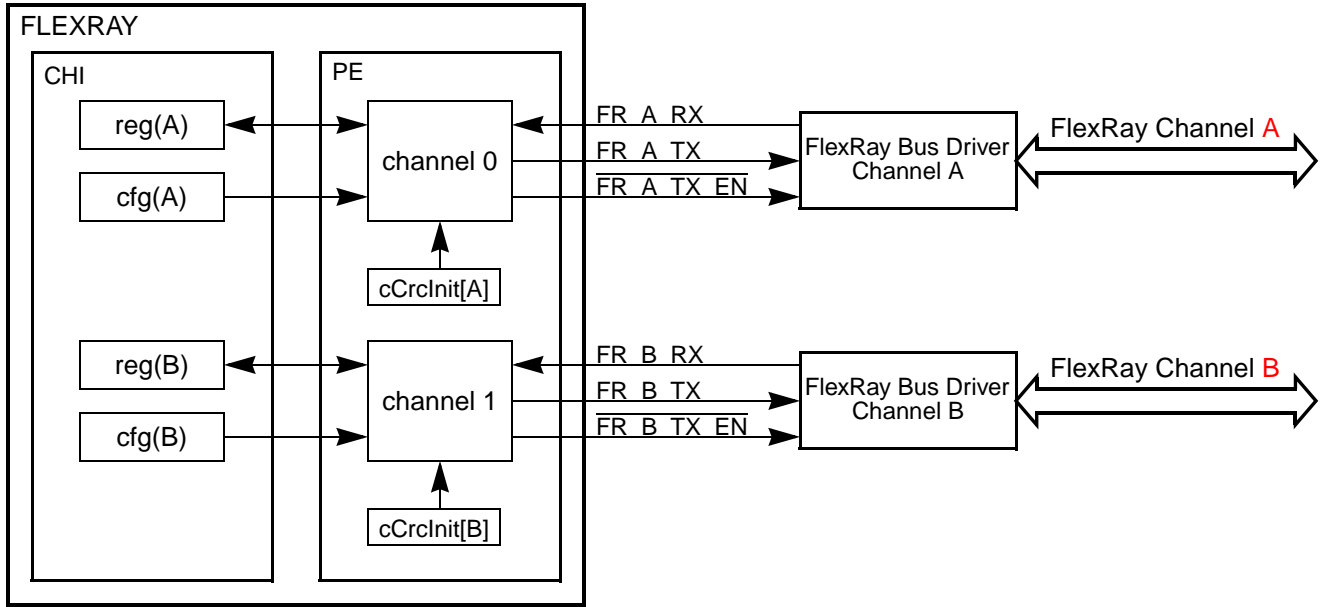 FLEXRAY
CHI
PE
reg(A)
cfg(A)
channel 0
cCrcInit[A]
FR_A_RX
FR_A_TX
FR_A_TX_EN
FlexRay Bus Driver
Channel A
FlexRay Channel A
reg(B)
cfg(B)
channel 1
cCrcInit[B]
FR_B_RX
FR_B_TX
FR_B_TX_EN
FlexRay Bus Driver
Channel B
FlexRay Channel B